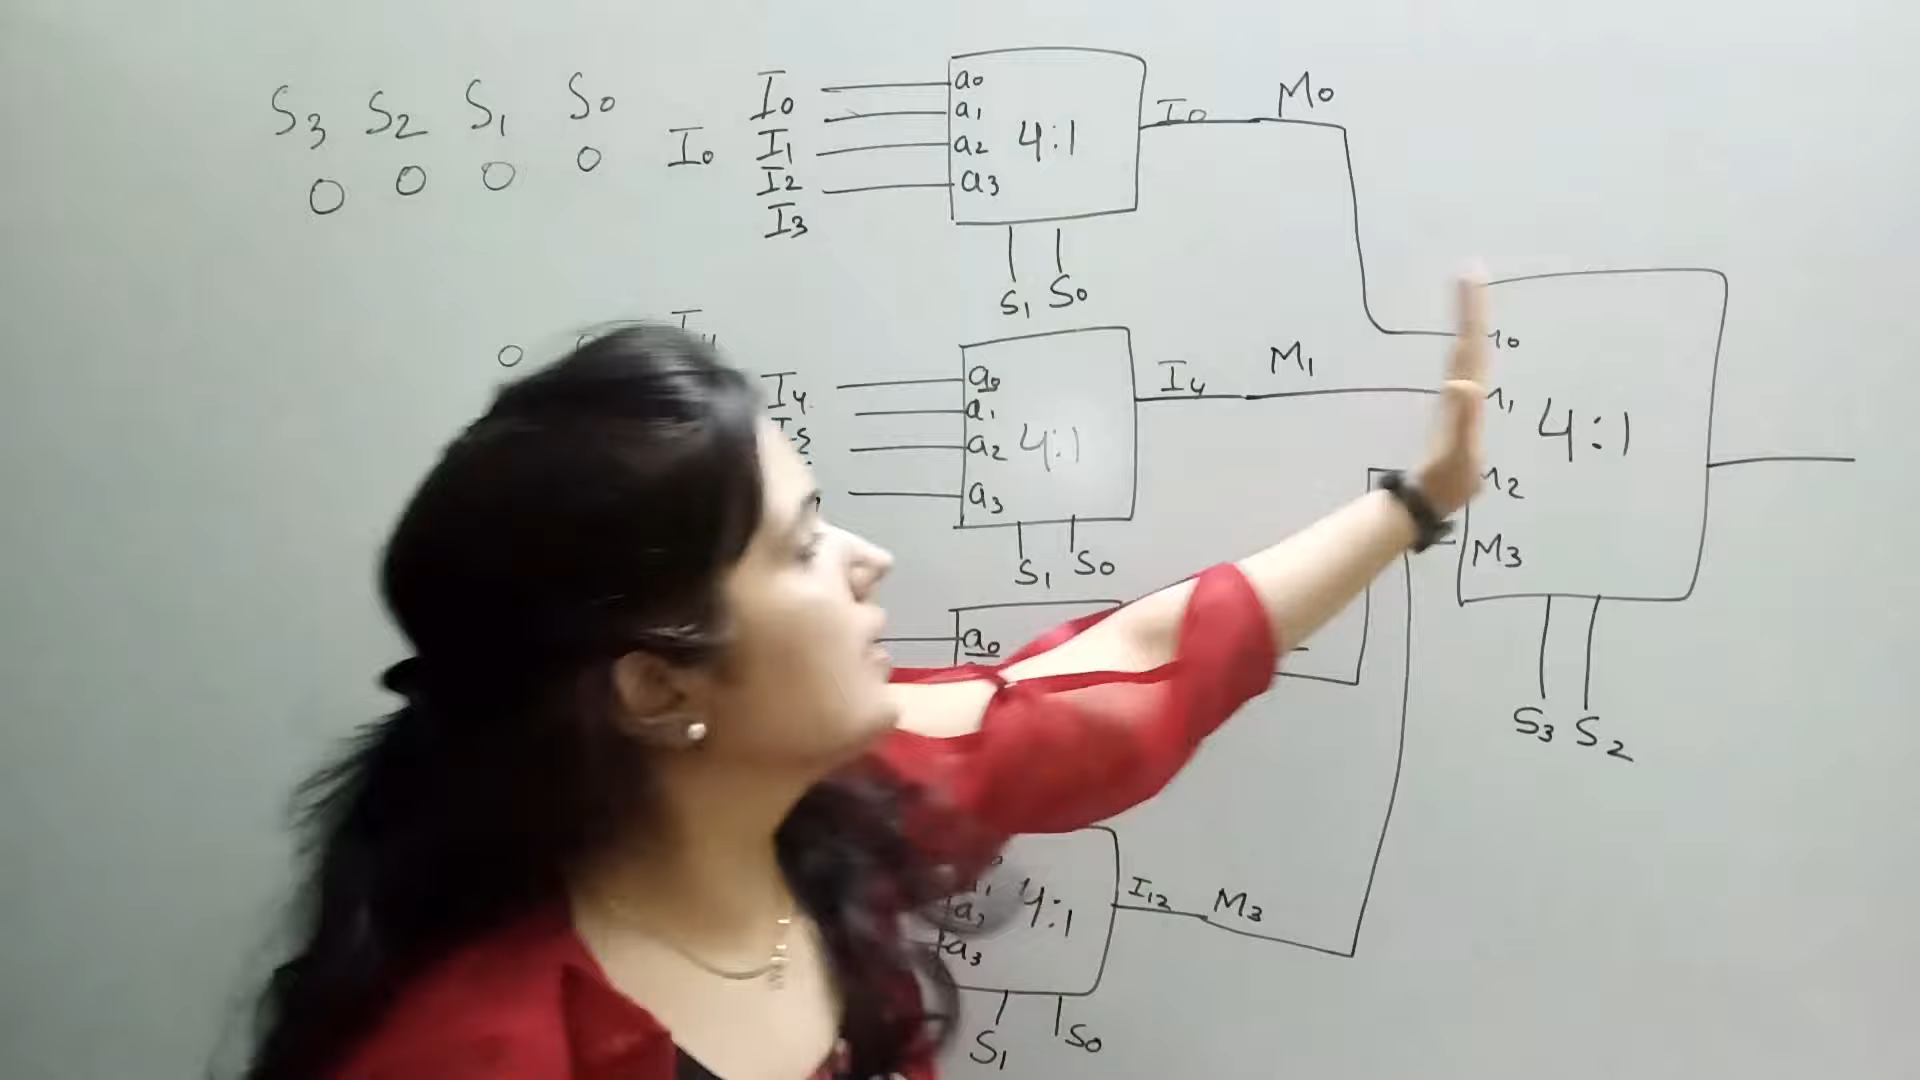 S3 S2 S1 S0
0 0 0 0 I0
I0
I1
I2
I3
a0
a1
a2
a3
4:1
S1 S0
I0 M0
0
I4
a0
a1
a2
a3
4:1
S1 S0
I4 M1
a0
a3
4:1
S1 S0
I12 M3
M2
M3
4:1
S3 S2